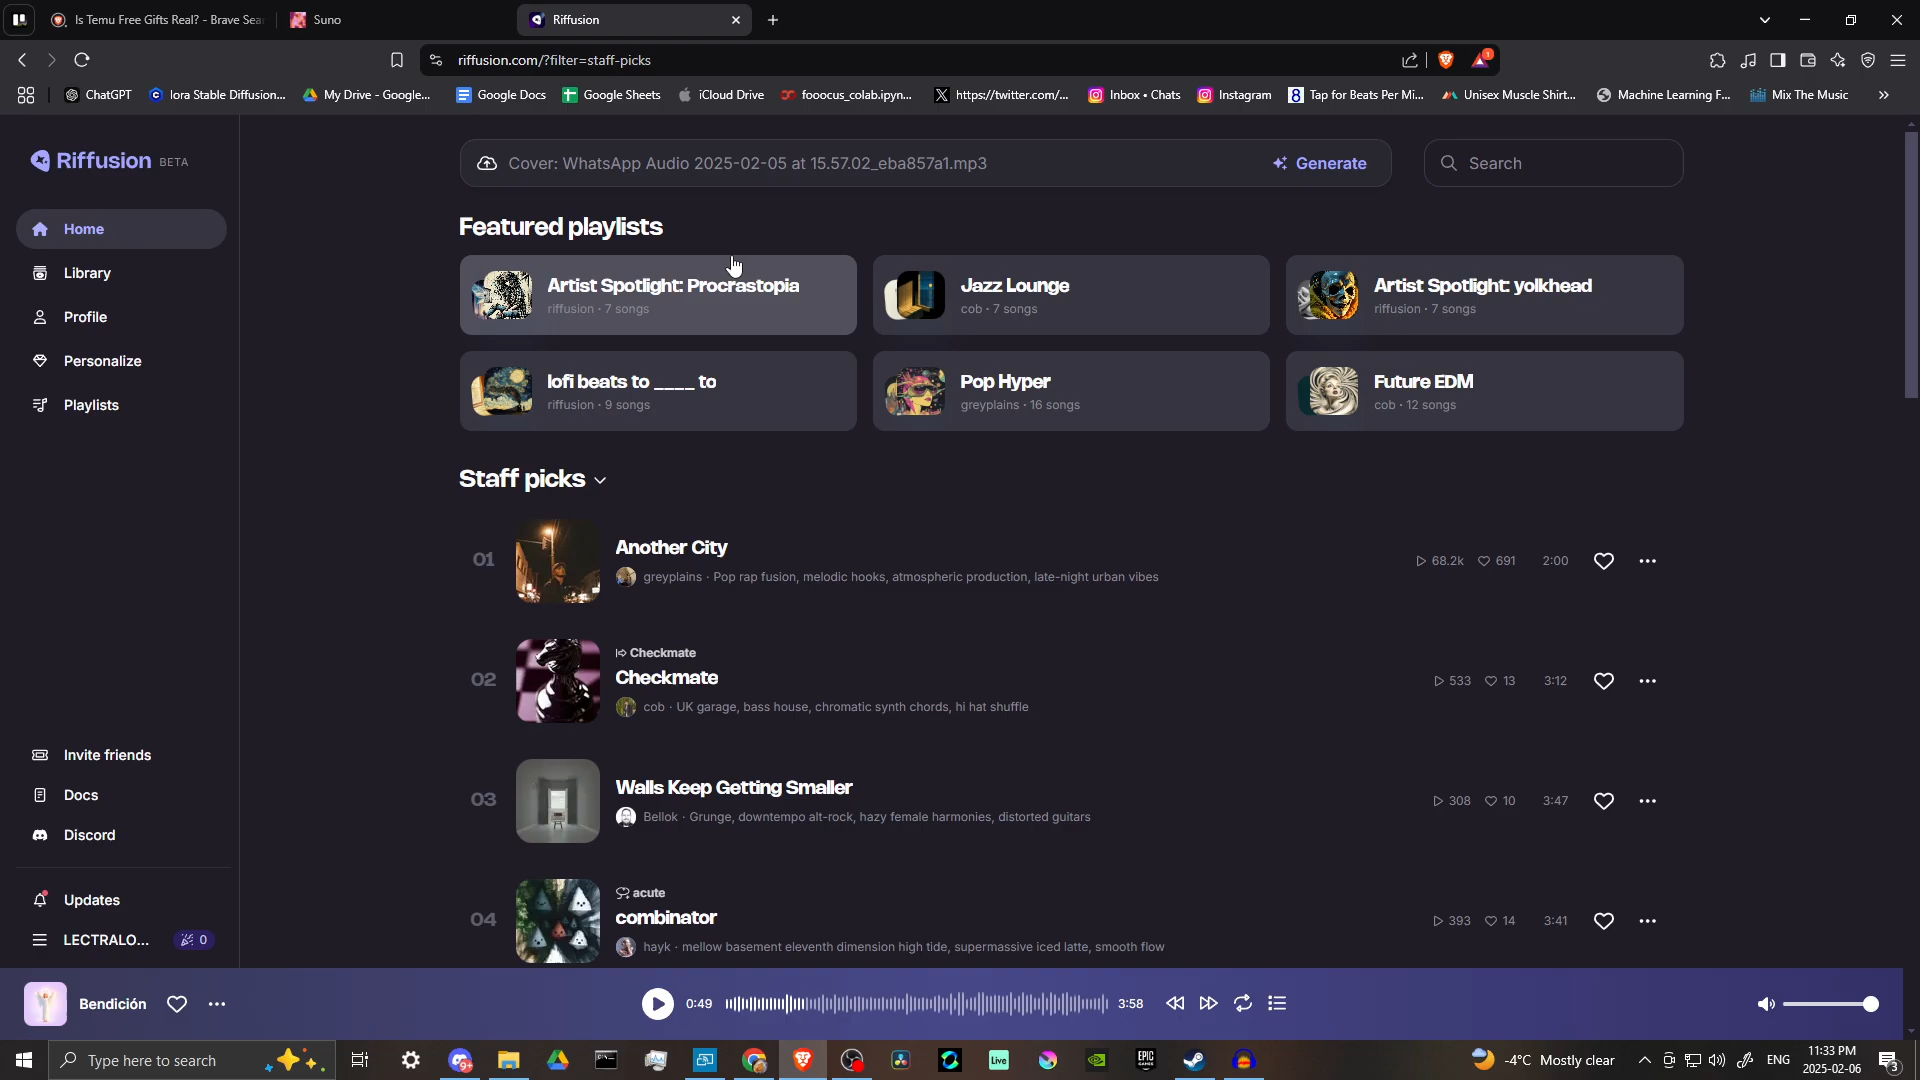 Is Temu Free Gifts Real? - Brave Sear
Suno
Riffusion
riffusion.com/?filter=staff-picks
1
ChatGPT
lora Stable Diffusion...
My Drive - Google...
Google Docs
Google Sheets
iCloud Drive
fooocus_colab.ipyn...
https://twitter.com/...
Inbox • Chats
Instagram
8 Tap for Beats Per Mi...
Unisex Muscle Shirt...
Machine Learning F...
Mix The Music
Riffusion BETA
Cover: WhatsApp Audio 2025-02-05 at 15.57.02_eba857a1.mp3
Generate
Search
Home
Library
Profile
Personalize
Playlists
Featured playlists
Artist Spotlight: Procrastopia
riffusion · 7 songs
Jazz Lounge
cob · 7 songs
Artist Spotlight: yolkhead
riffusion · 7 songs
lofi beats to ____ to
riffusion · 9 songs
Pop Hyper
greyplains · 16 songs
Future EDM
cob · 12 songs
Staff picks
01
Another City
greyplains · Pop rap fusion, melodic hooks, atmospheric production, late-night urban vibes
68.2k 691 2:00
02
Checkmate
Checkmate
cob · UK garage, bass house, chromatic synth chords, hi hat shuffle
533 13 3:12
03
Walls Keep Getting Smaller
Bellok · Grunge, downtempo alt-rock, hazy female harmonies, distorted guitars
308 10 3:47
04
acute
combinator
hayk · mellow basement eleventh dimension high tide, supermassive iced latte, smooth flow
393 14 3:41
Invite friends
Docs
Discord
Updates
LECTRALO... 0
Bendición
0:49
3:58
Type here to search
9+
Live
EPIC GAMES
-4°C Mostly clear
ENG
11:33 PM
2025-02-06
3